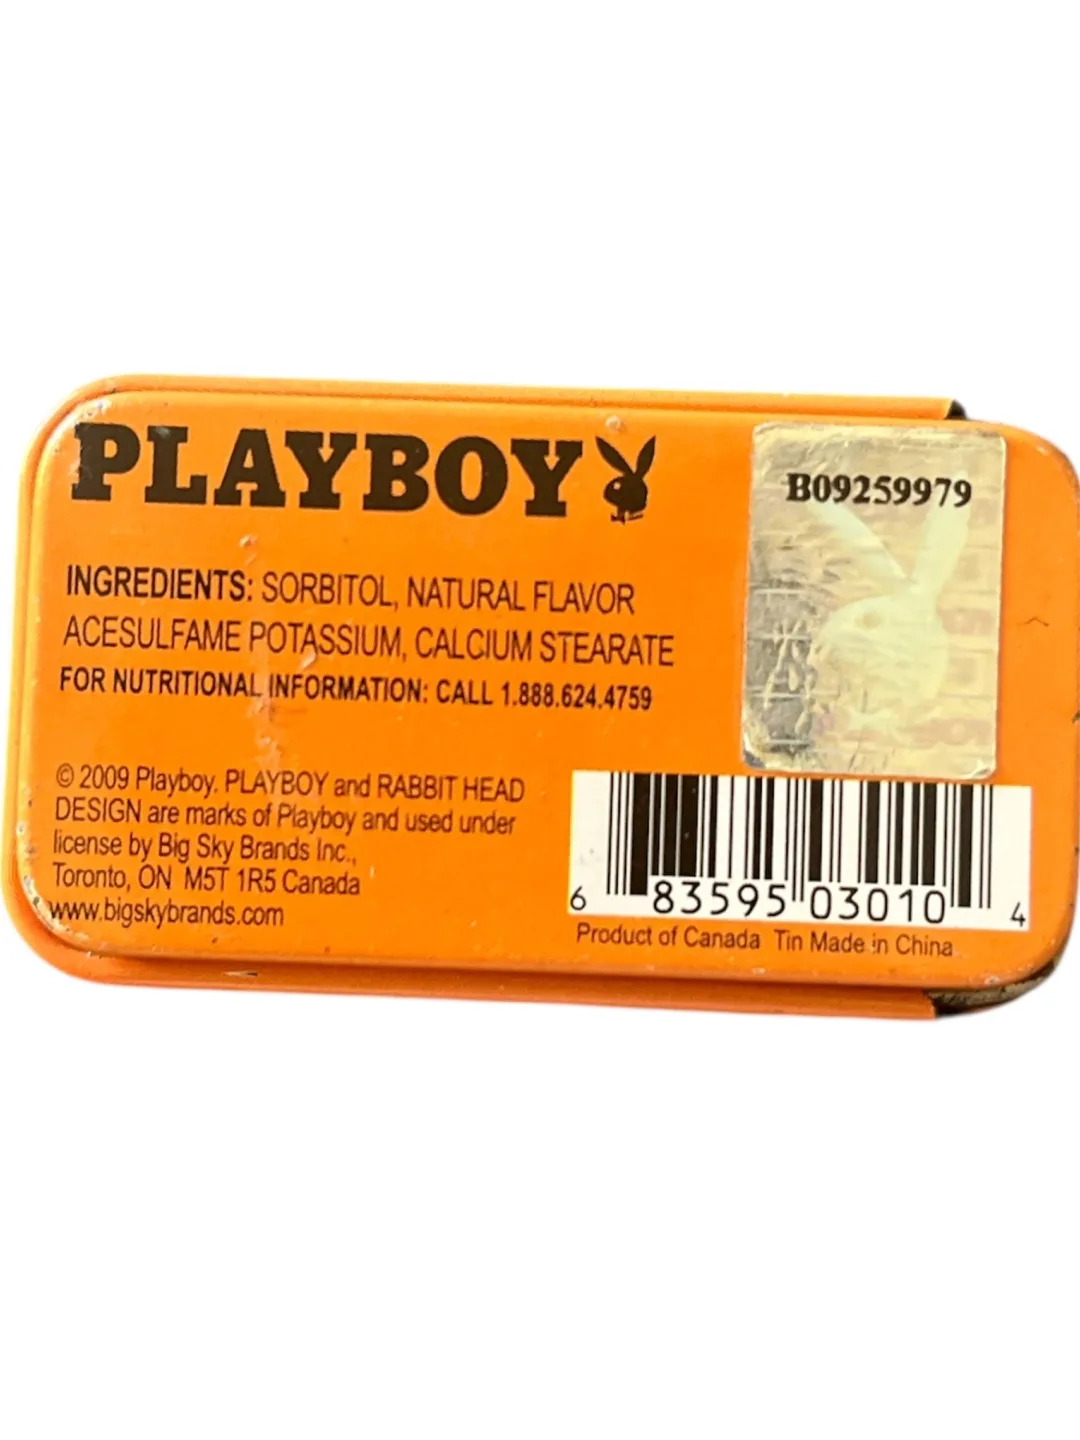 PLAYBOY
B09259979
INGREDIENTS: SORBITOL, NATURAL FLAVOR
ACESULFAME POTASSIUM, CALCIUM STEARATE
FOR NUTRITIONAL INFORMATION: CALL 1.888.624.4759
© 2009 Playboy. PLAYBOY and RABBIT HEAD
DESIGN are marks of Playboy and used under
license by Big Sky Brands Inc.,
Toronto, ON M5T 1R5 Canada
www.bigskybrands.com
6 83595 03010 4
Product of Canada Tin Made in China